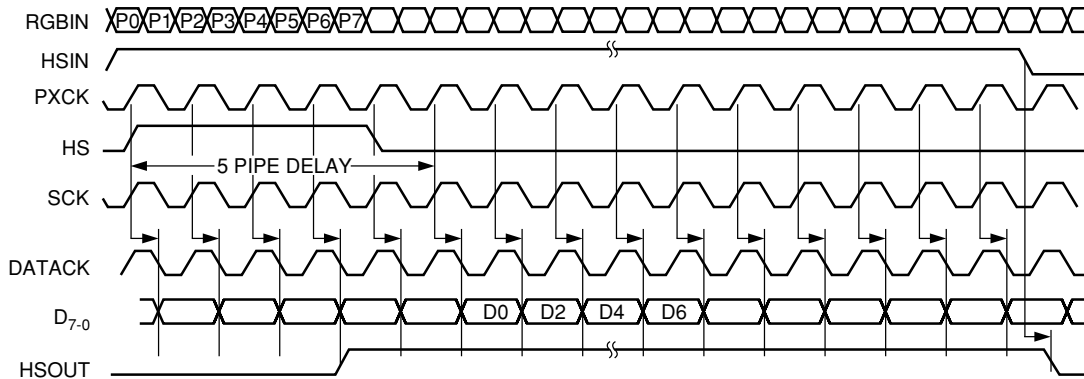 RGBIN P0 P1 P2 P3 P4 P5 P6 P7
HSIN
PXCK
HS
5 PIPE DELAY
SCK
DATACK
D7-0 D0 D2 D4 D6
HSOUT